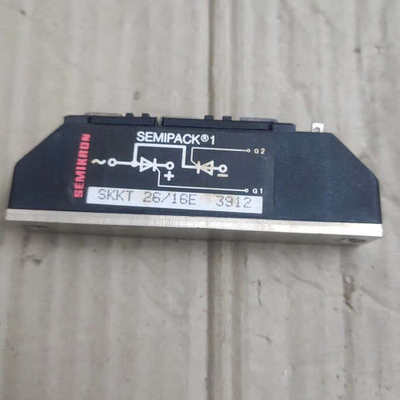 SEMIPACK®1
SEMIKRON
G2
~
+
−
G1
SKKT 26/16E 3912